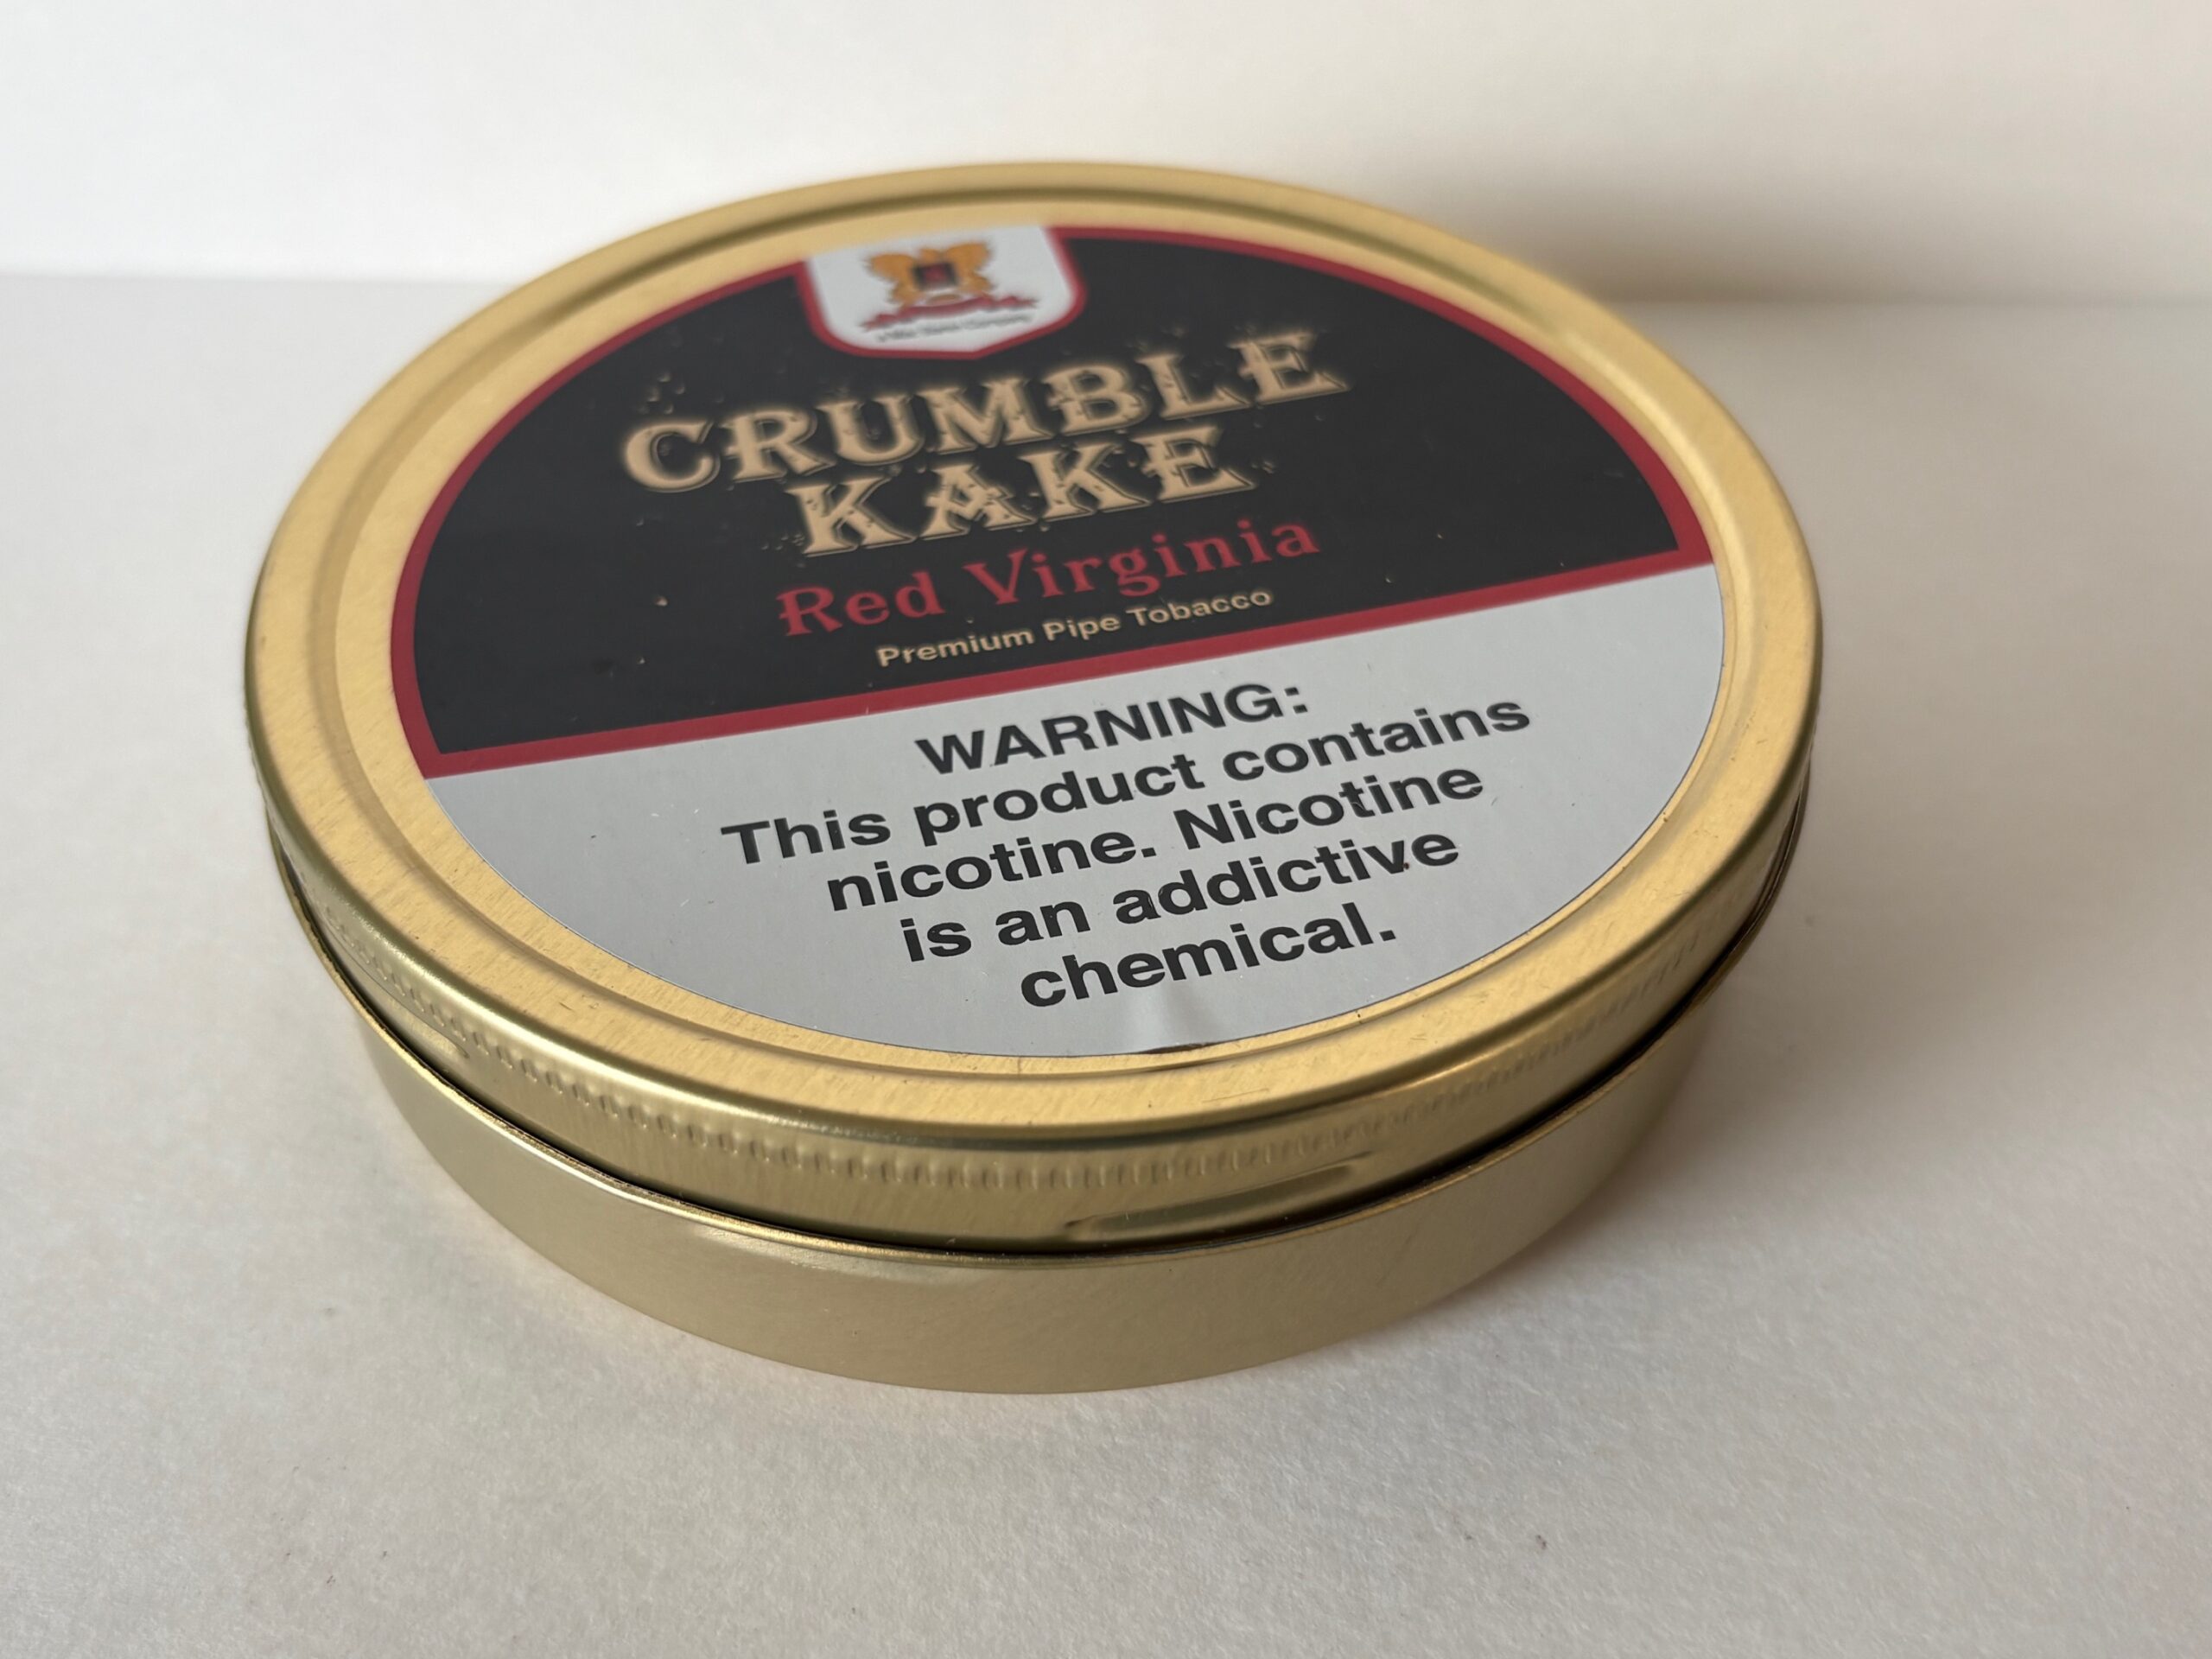 CRUMBLE
KAKE
Red Virginia
Premium Pipe Tobacco
WARNING:
This product contains
nicotine. Nicotine
is an addictive
chemical.